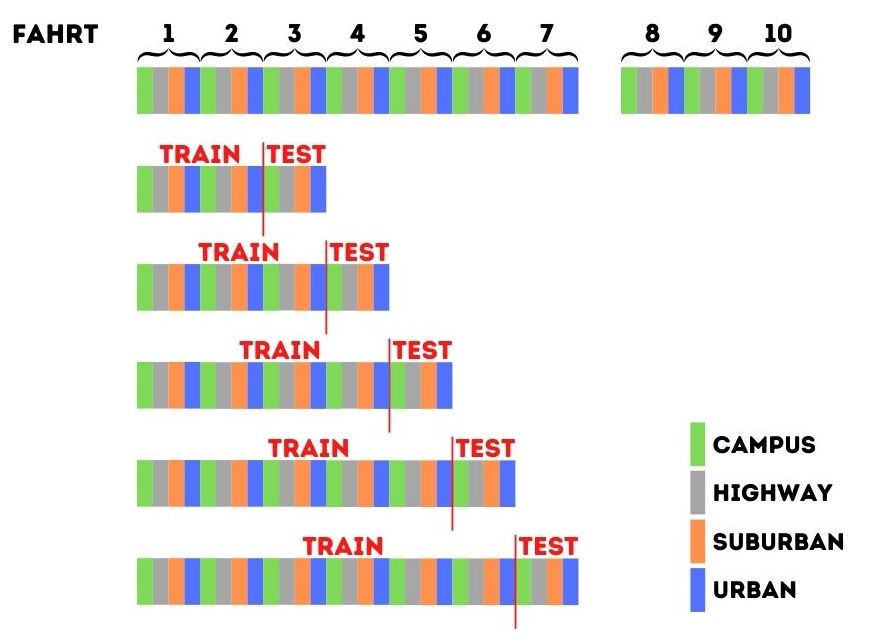 FAHRT 1 2 3 4 5 6 7 8 9 10
TRAIN TEST
TRAIN TEST
TRAIN TEST
TRAIN TEST
TRAIN TEST
CAMPUS
HIGHWAY
SUBURBAN
URBAN